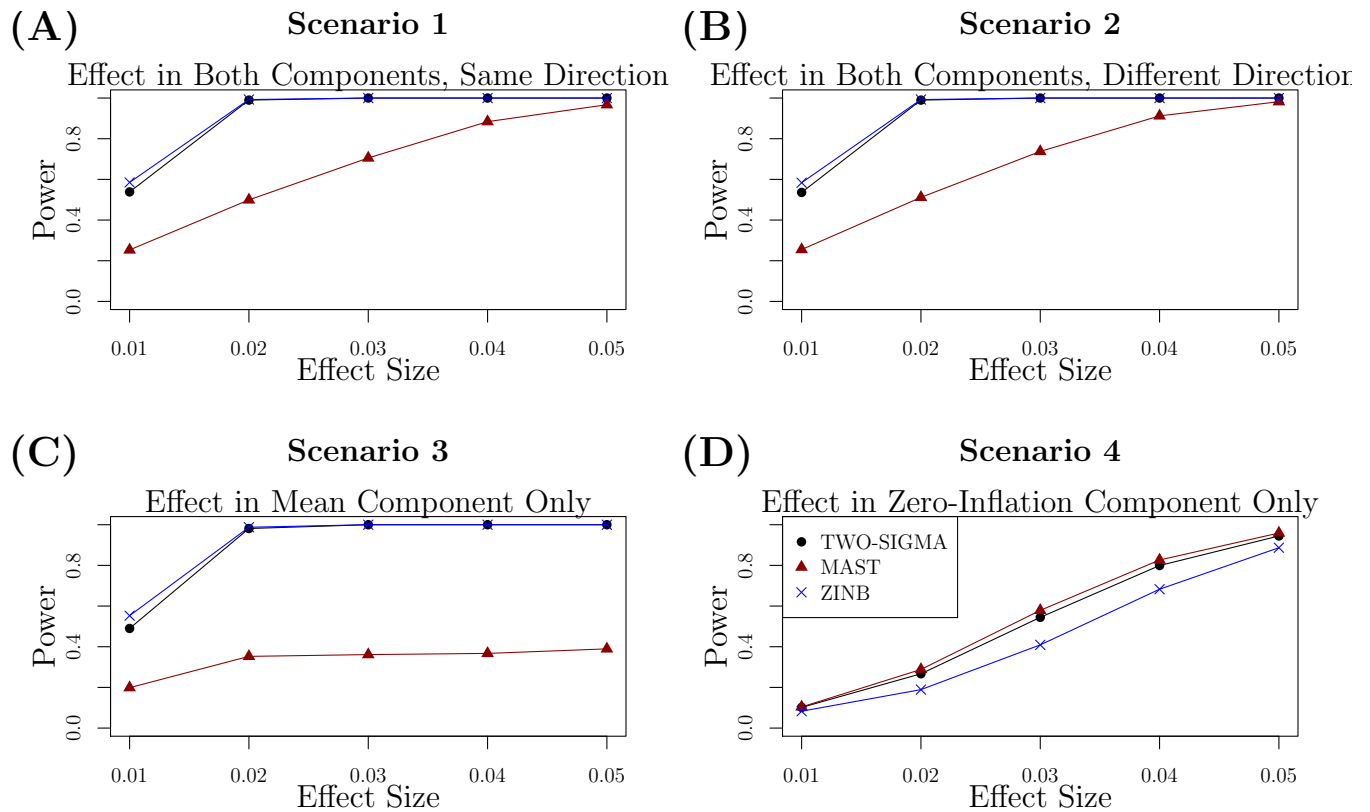 (A)
Scenario 1
Effect in Both Components, Same Direction
Power
0.0 0.4 0.8
0.01 0.02 0.03 0.04 0.05
Effect Size
(B)
Scenario 2
Effect in Both Components, Different Direction
Power
0.0 0.4 0.8
0.01 0.02 0.03 0.04 0.05
Effect Size
(C)
Scenario 3
Effect in Mean Component Only
Power
0.0 0.4 0.8
0.01 0.02 0.03 0.04 0.05
Effect Size
(D)
Scenario 4
Effect in Zero-Inflation Component Only
TWO-SIGMA
MAST
ZINB
Power
0.0 0.4 0.8
0.01 0.02 0.03 0.04 0.05
Effect Size